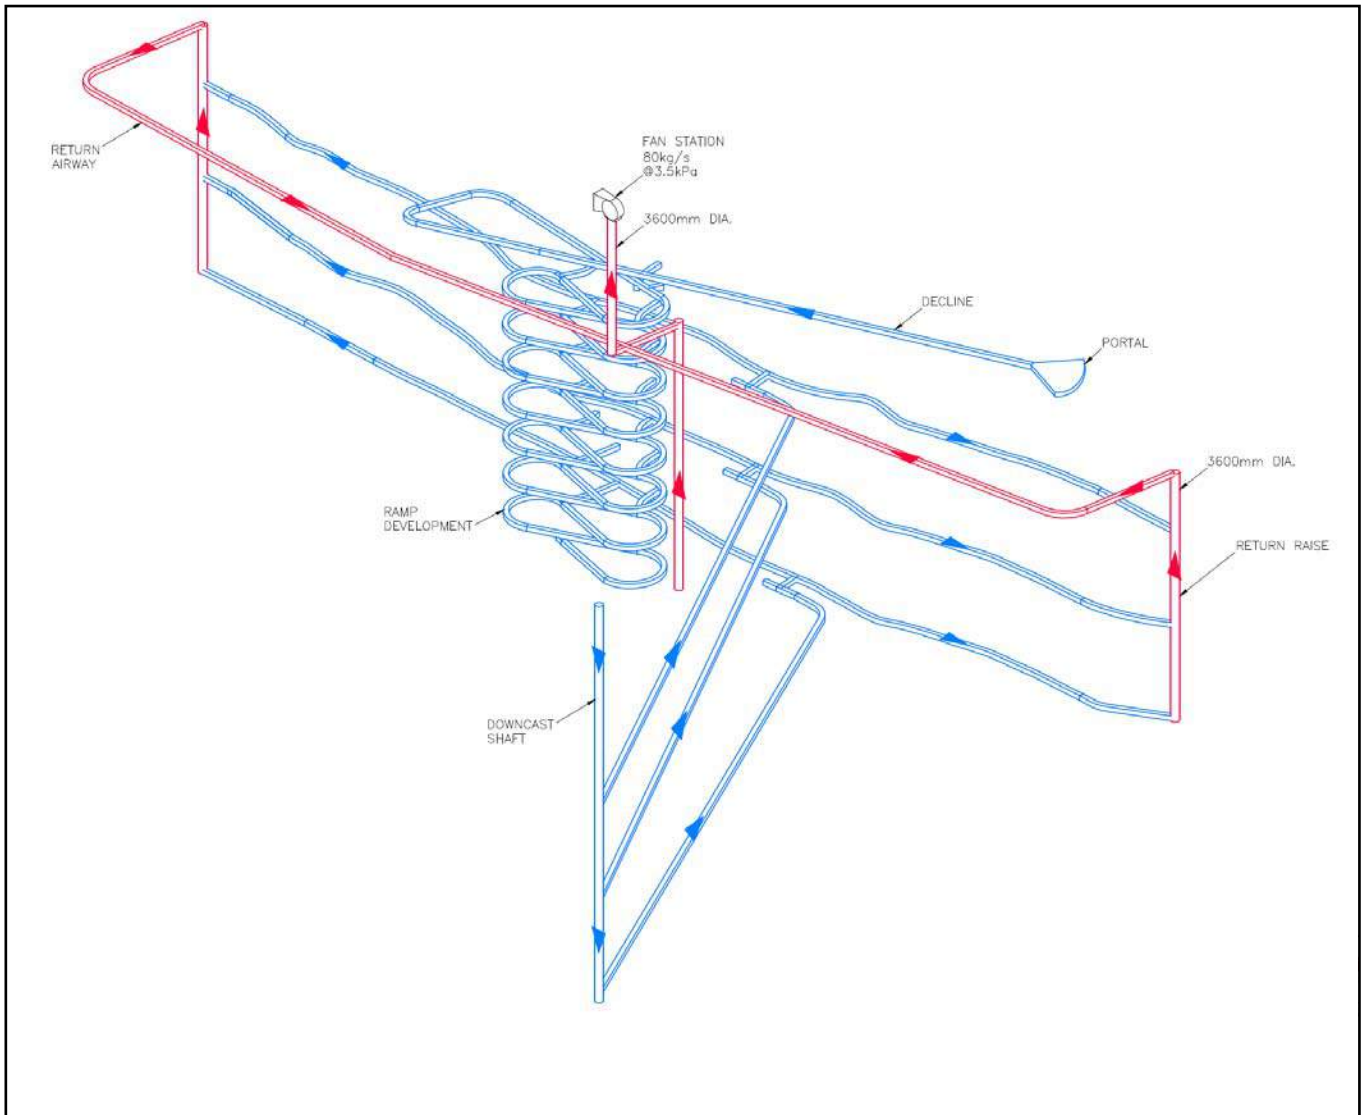 FAN STATION
80kg/s
@3.5kPa
RETURN
AIRWAY
3600mm DIA.
DECLINE
PORTAL
3600mm DIA.
RAMP
DEVELOPMENT
RETURN RAISE
DOWNCAST
SHAFT